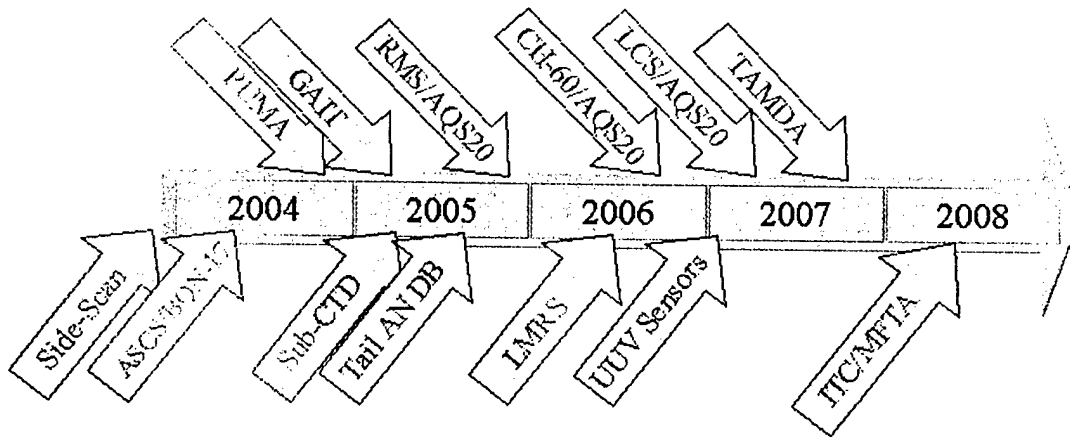 PUMA
GAIT
RMS/AQS20
CH-60/AQS20
LCS/AQS20
TAMDA
2004
2005
2006
2007
2008
Side-Scan
Sub-CTD
Tail AN DB
LMRS
UUV Sensors
ITC/MFTA